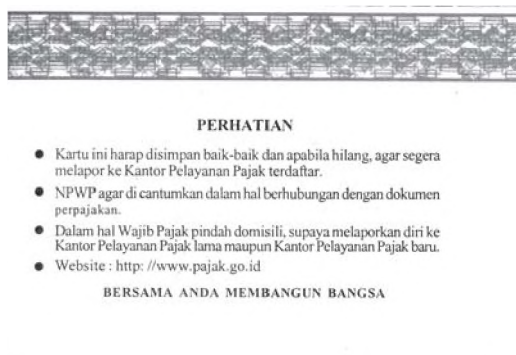 PERHATIAN
● Kartu ini harap disimpan baik-baik dan apabila hilang, agar segera
melapor ke Kantor Pelayanan Pajak terdaftar.
● NPWP agar di cantumkan dalam hal berhubungan dengan dokumen
perpajakan.
● Dalam hal Wajib Pajak pindah domisili, supaya melaporkan diri ke
Kantor Pelayanan Pajak lama maupun Kantor Pelayanan Pajak baru.
● Website : http: //www.pajak.go.id
BERSAMA ANDA MEMBANGUN BANGSA